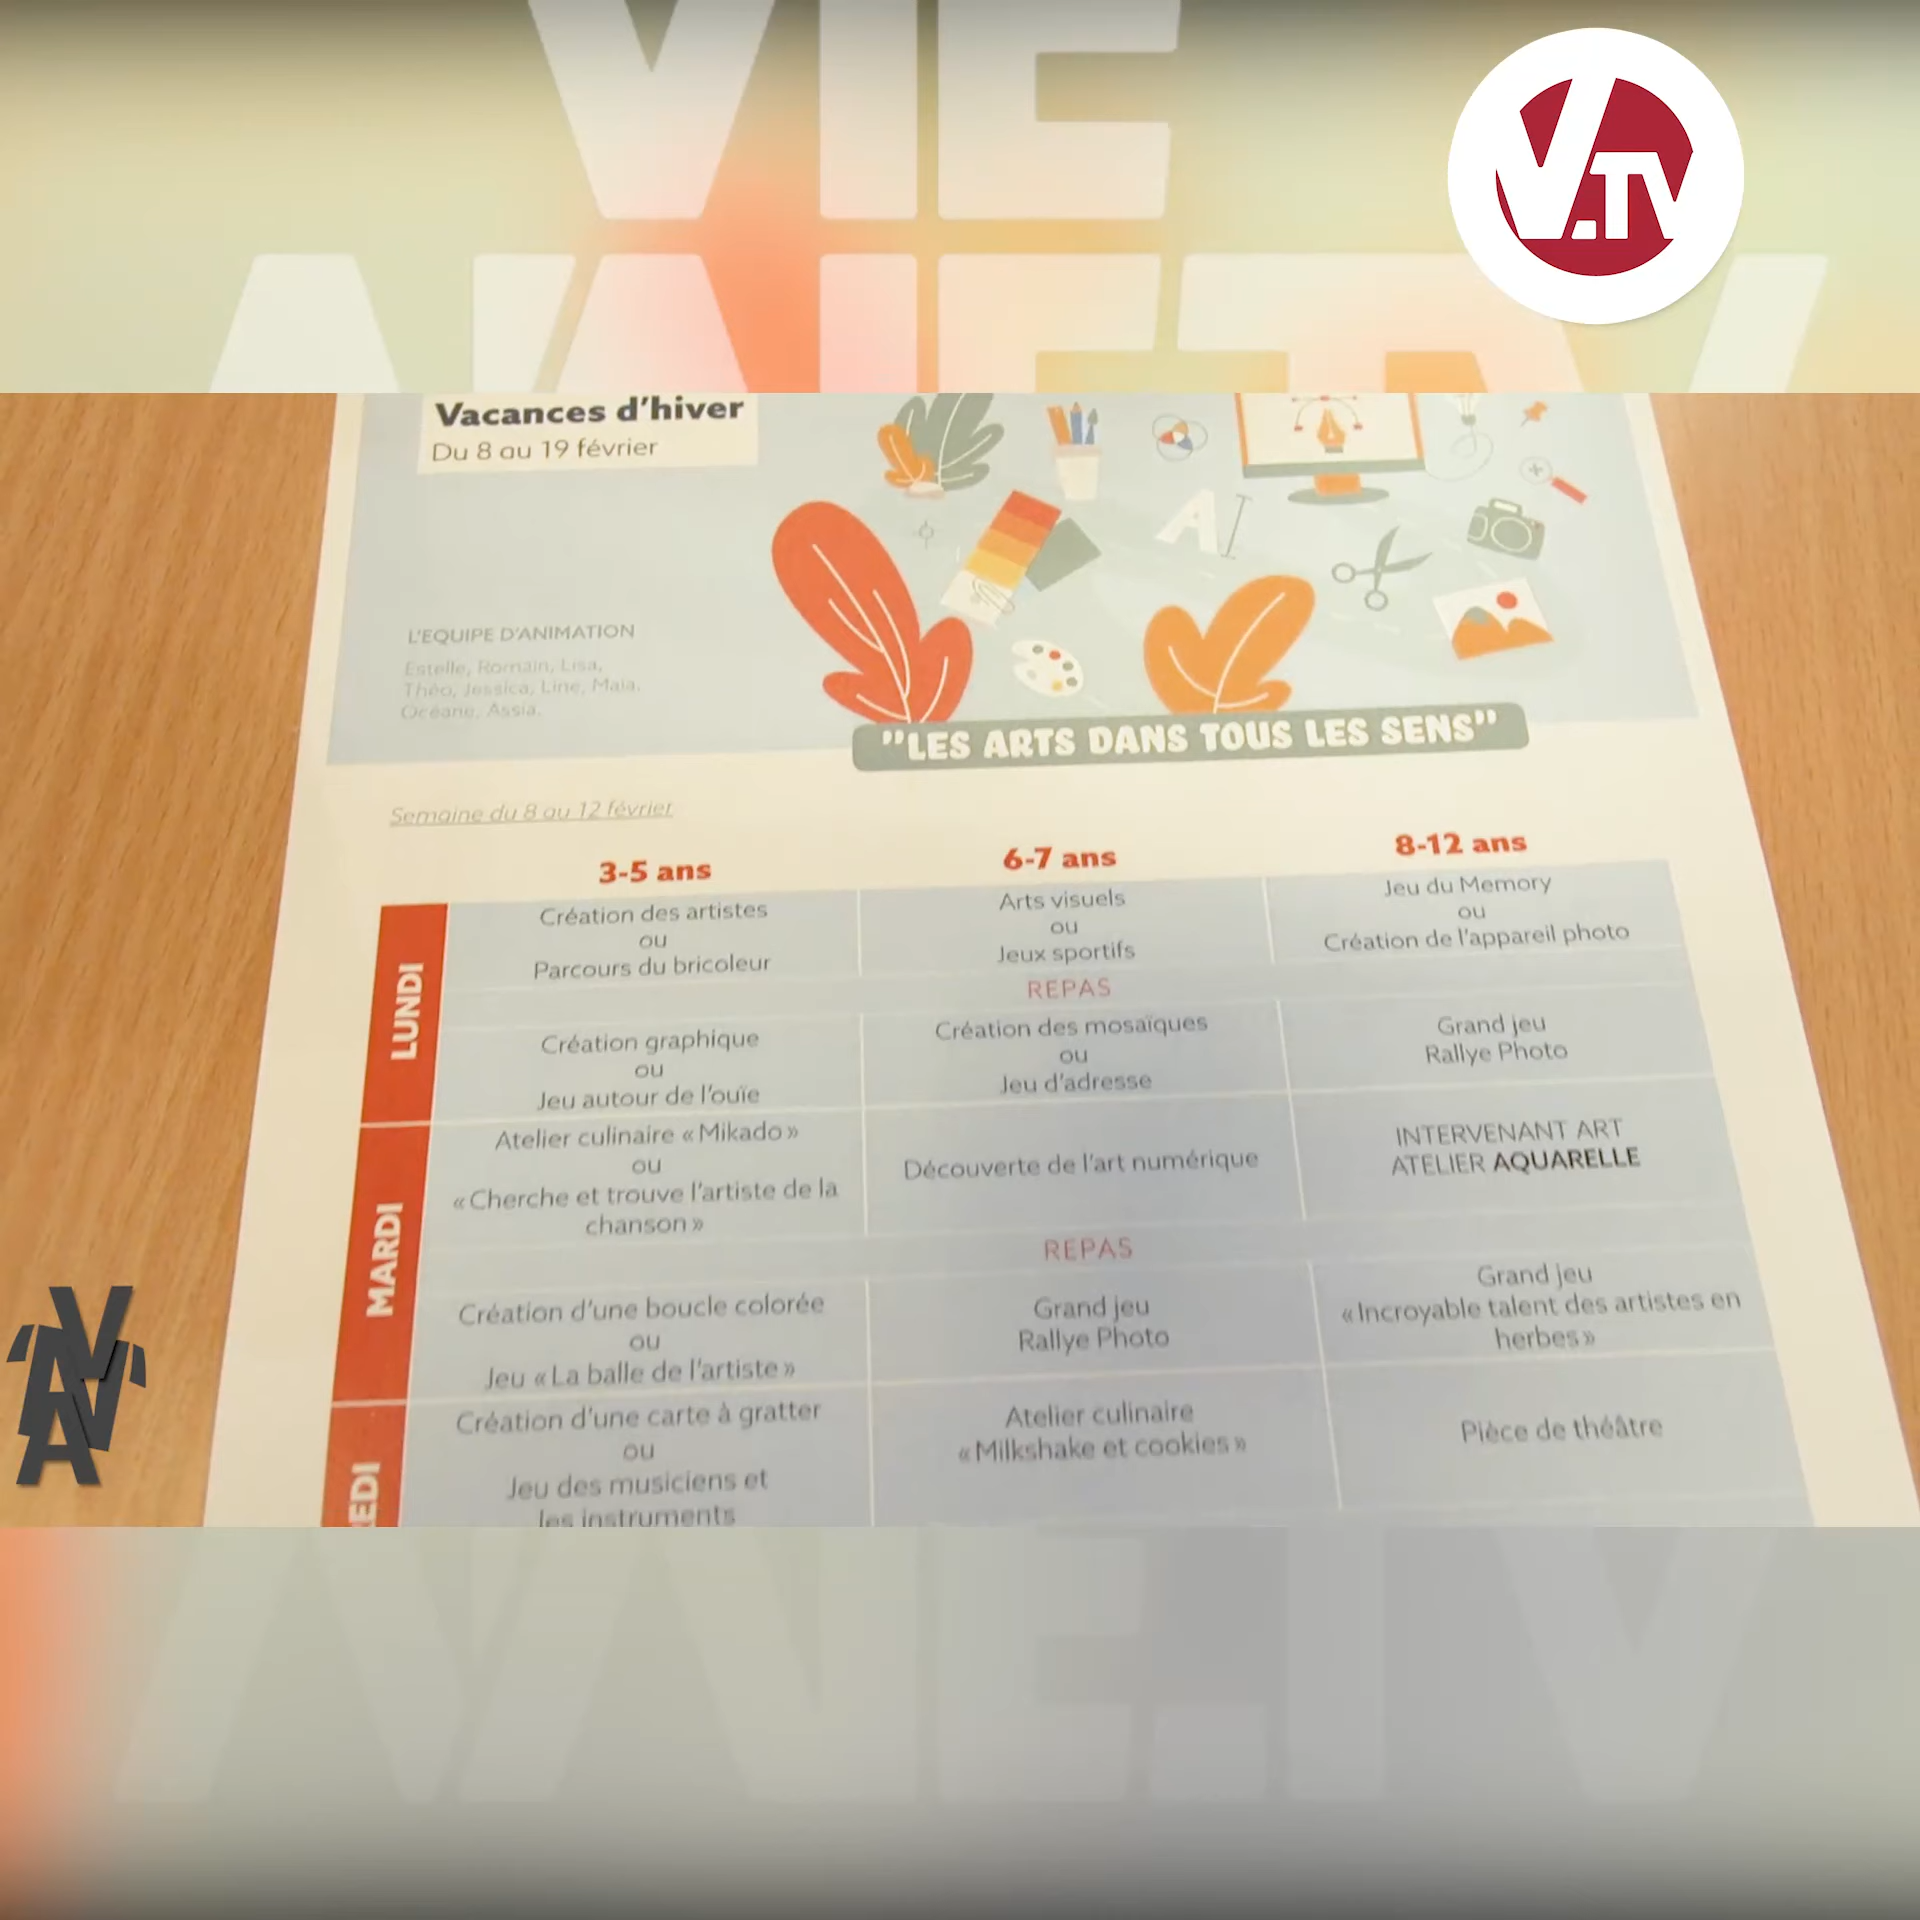 VIE
V.TV
Vacances d'hiver
Du 8 au 19 février
L'EQUIPE D'ANIMATION
Estelle, Romain, Lisa,
Théo, Jessica, Line, Maia,
Océane, Assia.
"LES ARTS DANS TOUS LES SENS"
Semaine du 8 au 12 février
3-5 ans
6-7 ans
8-12 ans
LUNDI
Création des artistes
ou
Parcours du bricoleur
Arts visuels
ou
Jeux sportifs
Jeu du Memory
ou
Création de l'appareil photo
REPAS
Création graphique
ou
Jeu autour de l'ouïe
Création des mosaïques
ou
Jeu d'adresse
Grand jeu
Rallye Photo
MARDI
Atelier culinaire « Mikado »
ou
« Cherche et trouve l'artiste de la
chanson »
Découverte de l'art numérique
INTERVENANT ART
ATELIER AQUARELLE
REPAS
Création d'une boucle colorée
ou
Jeu « La balle de l'artiste »
Grand jeu
Rallye Photo
Grand jeu
« Incroyable talent des artistes en
herbes »
EDI
Création d'une carte à gratter
ou
Jeu des musiciens et
les instruments
Atelier culinaire
« Milkshake et cookies »
Pièce de théâtre